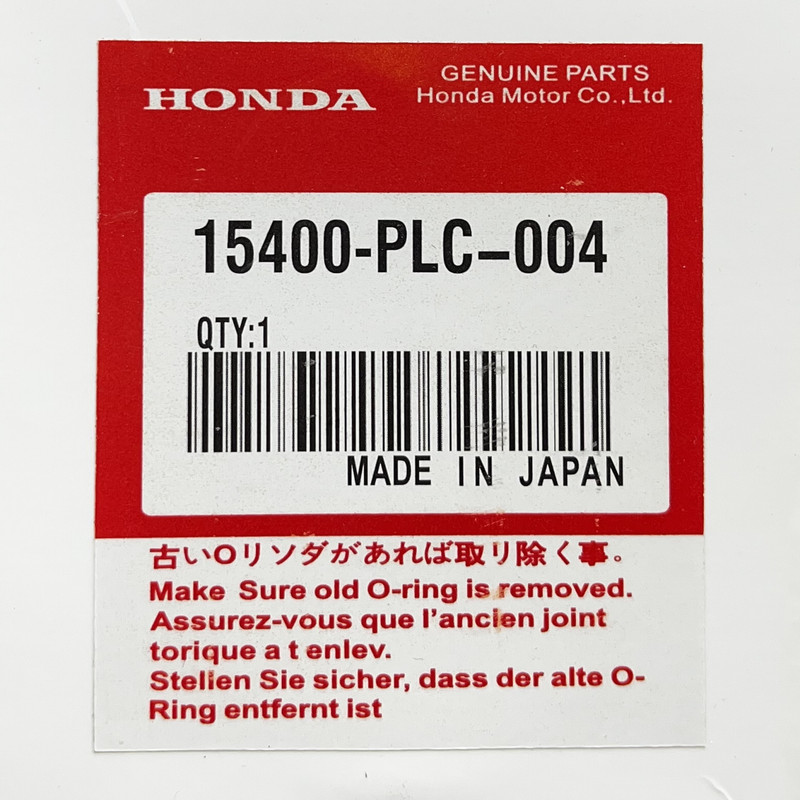 HONDA
GENUINE PARTS
Honda Motor Co.,Ltd.
15400-PLC-004
QTY:1
MADE IN JAPAN
古いOリソダがあれば取り除く事。
Make Sure old O-ring is removed.
Assurez-vous que l'ancien joint
torique a t enlev.
Stellen Sie sicher, dass der alte O-
Ring entfernt ist